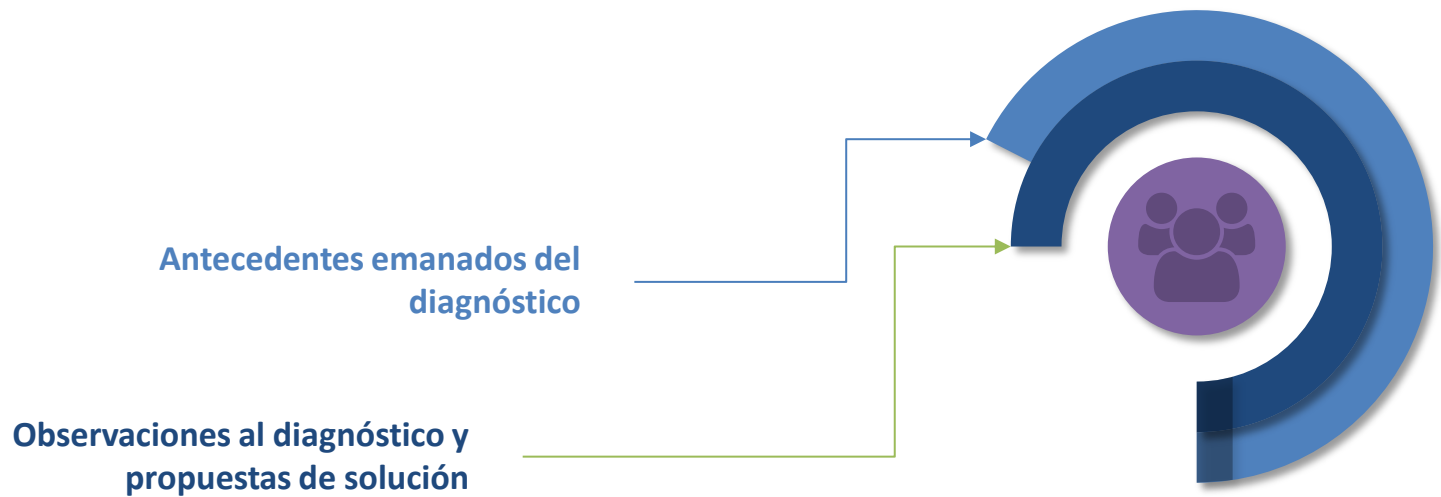 Antecedentes emanados del
diagnóstico
Observaciones al diagnóstico y
propuestas de solución